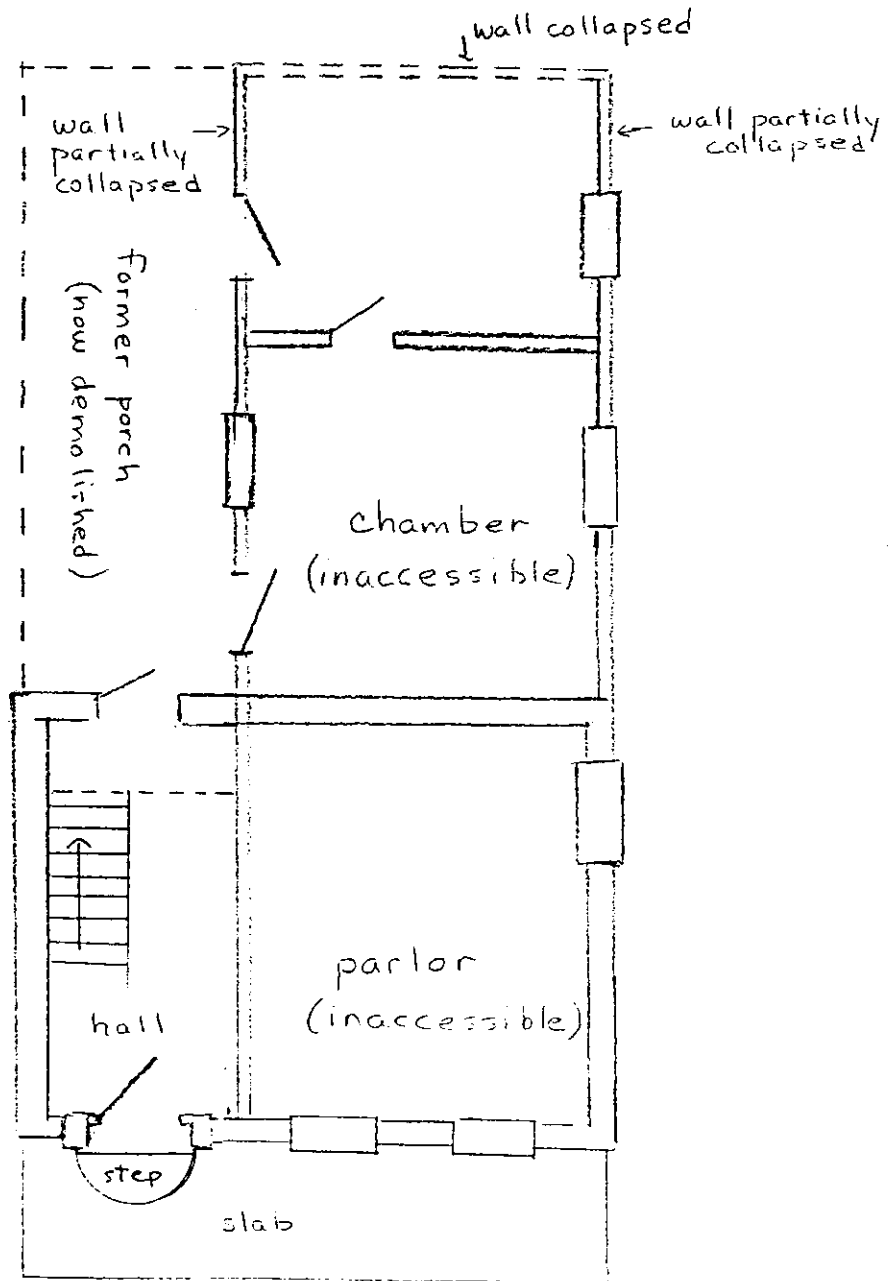 wall collapsed
wall
partially
collapsed
wall partially
collapsed
former porch
(now demolished)
chamber
(inaccessible)
parlor
(inaccessible)
hall
step
slab